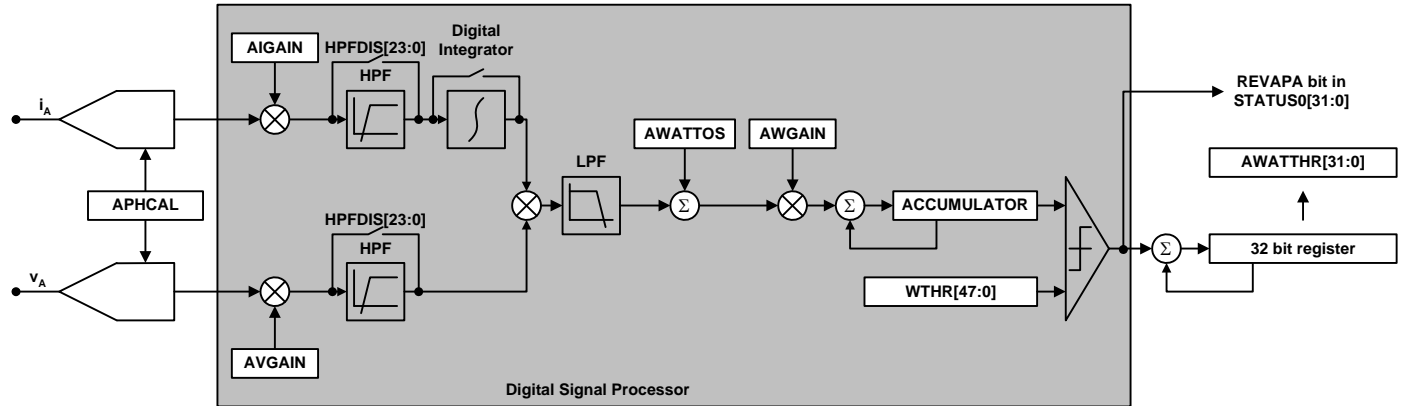 HPFDIS[23:0]
HPF
Digital
Integrator
AIGAIN
REVAPA bit in
STATUS0[31:0]
iA
AWATTOS
AWGAIN
LPF
AWATTHR[31:0]
APHCAL
Σ
Σ
ACCUMULATOR
HPFDIS[23:0]
HPF
Σ
32 bit register
vA
WTHR[47:0]
AVGAIN
Digital Signal Processor